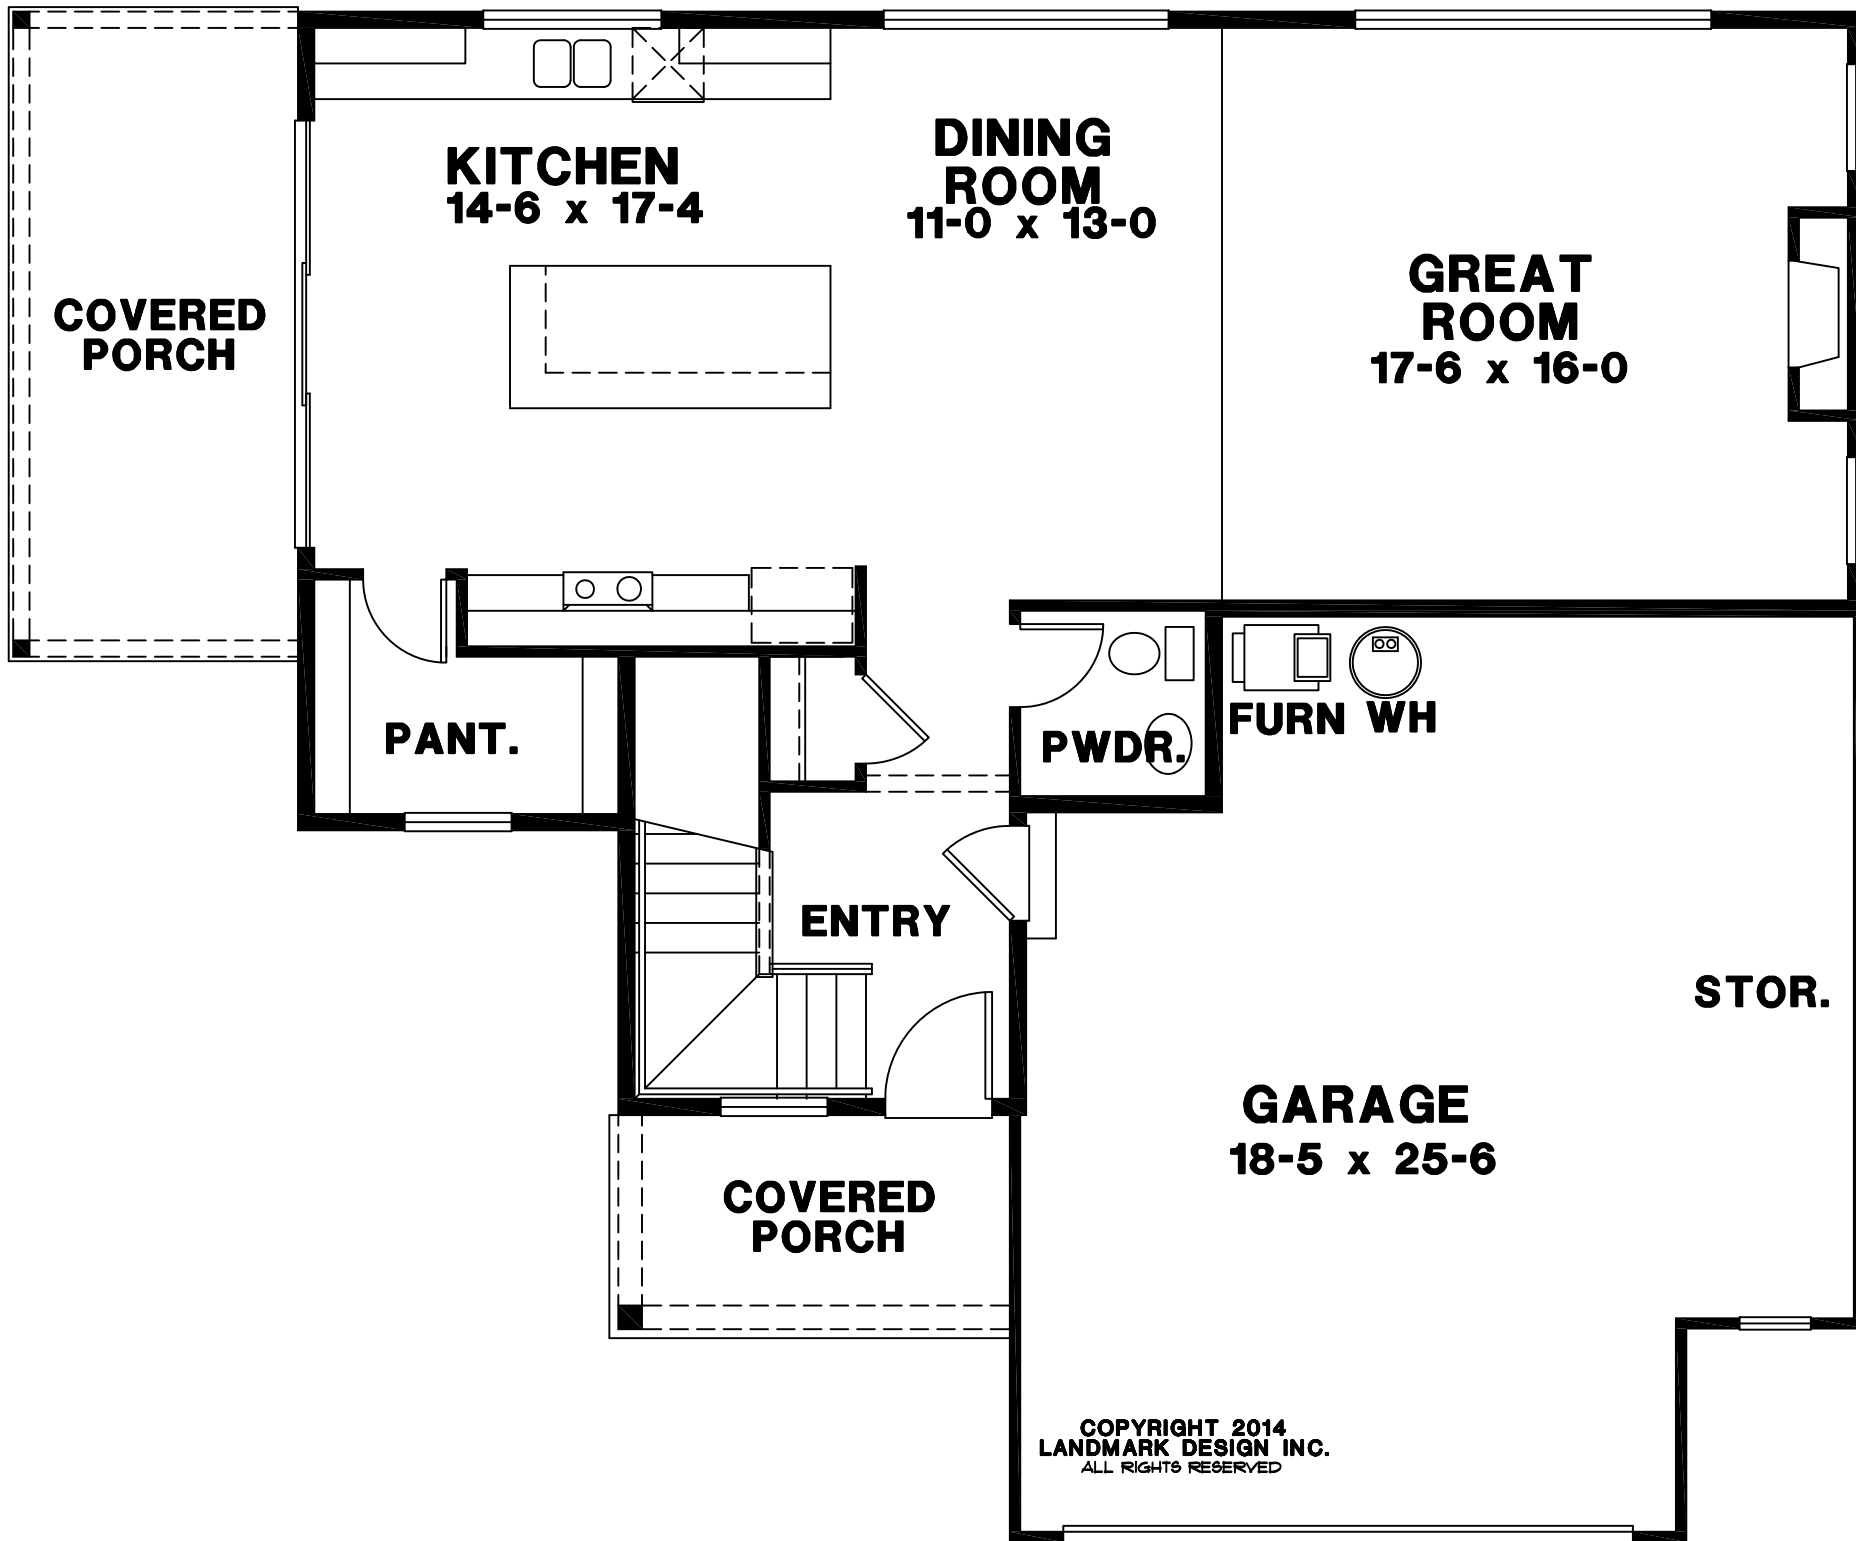 KITCHEN
14-6 x 17-4
DINING
ROOM
11-0 x 13-0
GREAT
ROOM
17-6 x 16-0
COVERED
PORCH
PANT.
PWDR.
FURN WH
ENTRY
STOR.
GARAGE
18-5 x 25-6
COVERED
PORCH
COPYRIGHT 2014
LANDMARK DESIGN INC.
ALL RIGHTS RESERVED